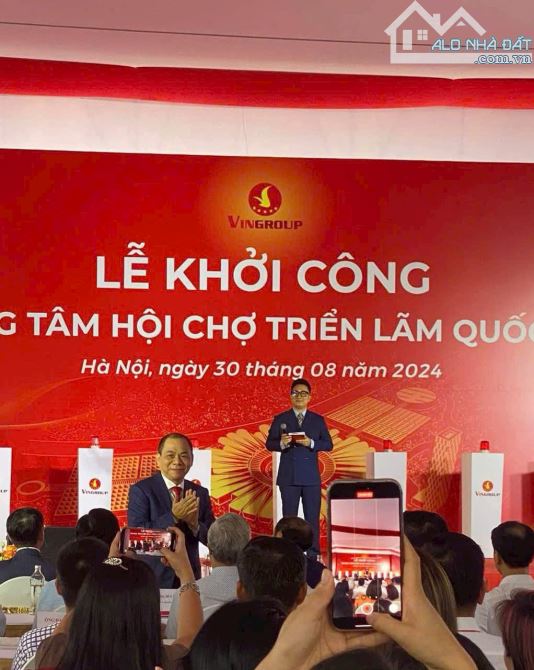 ALO NHÀ ĐẤT
.com.vn
VINGROUP
LỄ KHỞI CÔNG
G TÂM HỘI CHỢ TRIỂN LÃM QUỐC
Hà Nội, ngày 30 tháng 08 năm 2024
VINGROUP
VINGROUP